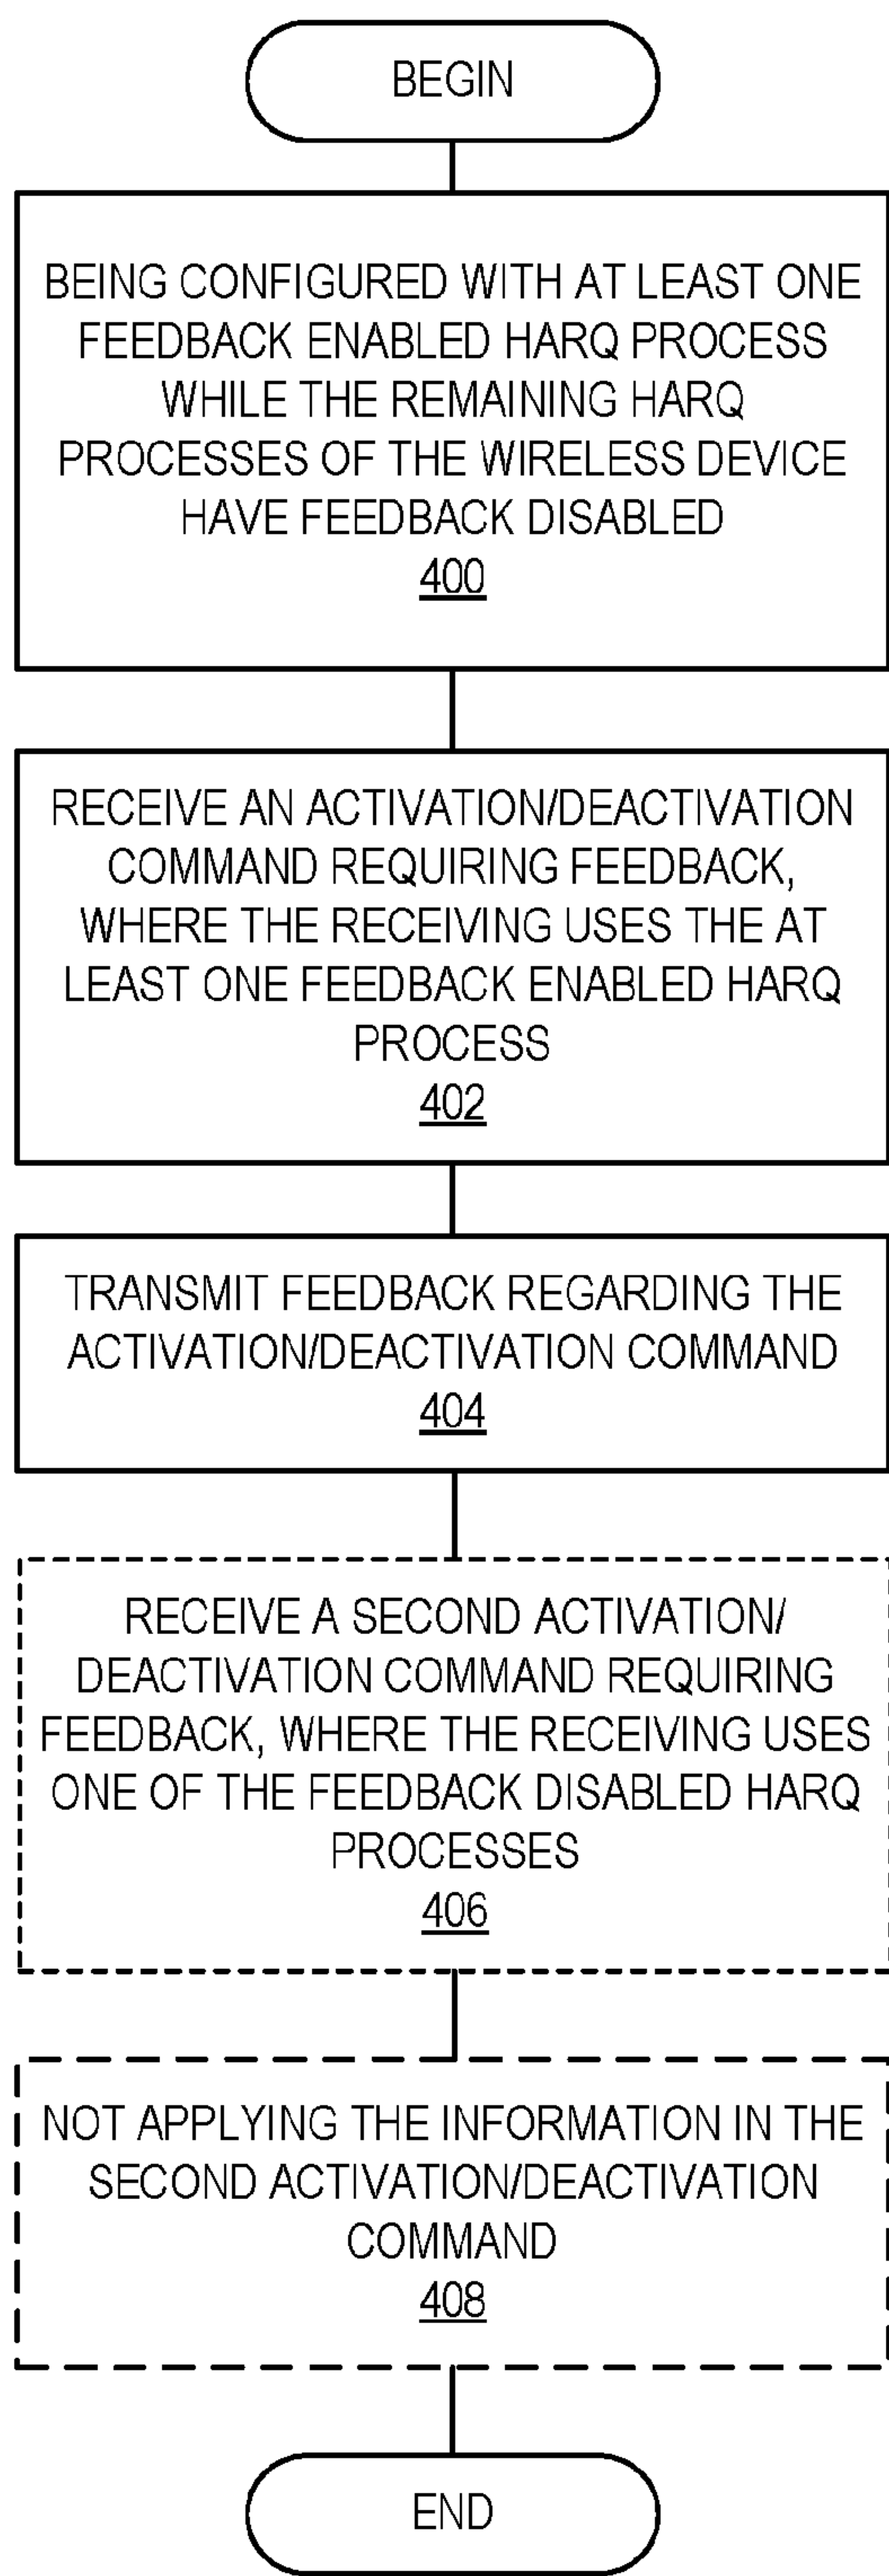 BEGIN
BEING CONFIGURED WITH AT LEAST ONE
FEEDBACK ENABLED HARQ PROCESS
WHILE THE REMAINING HARQ
PROCESSES OF THE WIRELESS DEVICE
HAVE FEEDBACK DISABLED
400
RECEIVE AN ACTIVATION/DEACTIVATION
COMMAND REQUIRING FEEDBACK,
WHERE THE RECEIVING USES THE AT
LEAST ONE FEEDBACK ENABLED HARQ
PROCESS
402
TRANSMIT FEEDBACK REGARDING THE
ACTIVATION/DEACTIVATION COMMAND
404
RECEIVE A SECOND ACTIVATION/
DEACTIVATION COMMAND REQUIRING
FEEDBACK, WHERE THE RECEIVING USES
ONE OF THE FEEDBACK DISABLED HARQ
PROCESSES
406
NOT APPLYING THE INFORMATION IN THE
SECOND ACTIVATION/DEACTIVATION
COMMAND
408
END